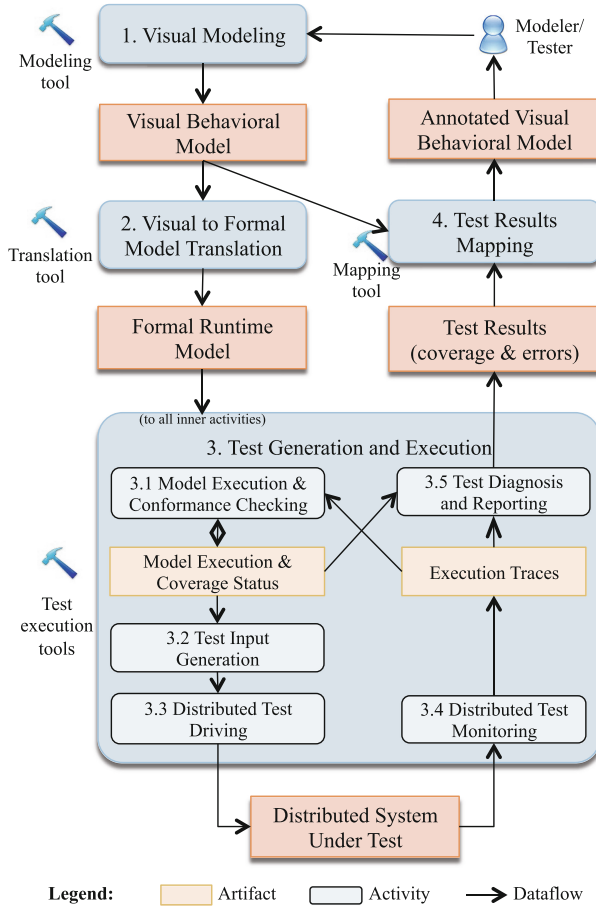 Modeling
tool
1. Visual Modeling
Modeler/
Tester
Visual Behavioral
Model
Annotated Visual
Behavioral Model
Translation
tool
2. Visual to Formal
Model Translation
4. Test Results
Mapping
Mapping
tool
Formal Runtime
Model
Test Results
(coverage & errors)
(to all inner activities)
3. Test Generation and Execution
3.1 Model Execution &
Conformance Checking
3.5 Test Diagnosis
and Reporting
Model Execution &
Coverage Status
Execution Traces
Test
execution
tools
3.2 Test Input
Generation
3.3 Distributed Test
Driving
3.4 Distributed Test
Monitoring
Distributed System
Under Test
Legend:
Artifact
Activity
Dataflow